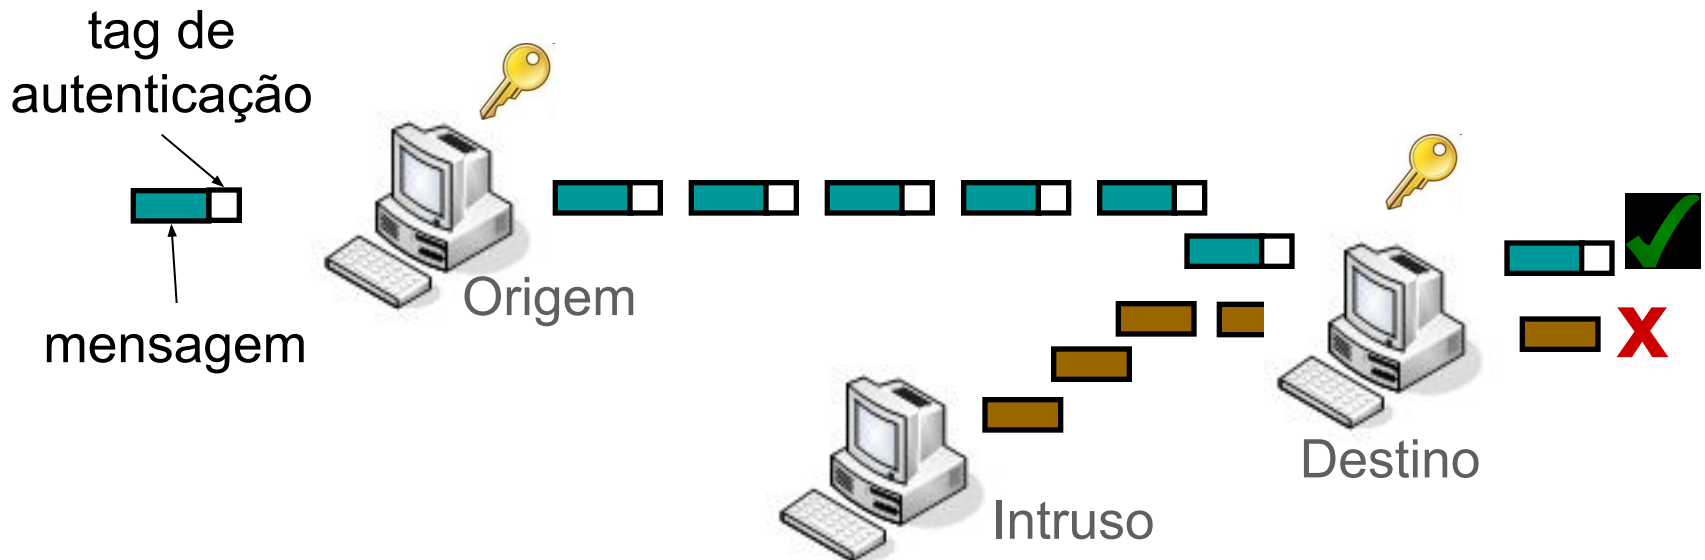 tag de
autenticação
mensagem
Origem
Intruso
Destino
X